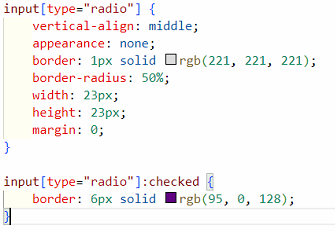 input[type="radio"] {
    vertical-align: middle;
    appearance: none;
    border: 1px solid rgb(221, 221, 221);
    border-radius: 50%;
    width: 23px;
    height: 23px;
    margin: 0;
}

input[type="radio"]:checked {
    border: 6px solid rgb(95, 0, 128);
}